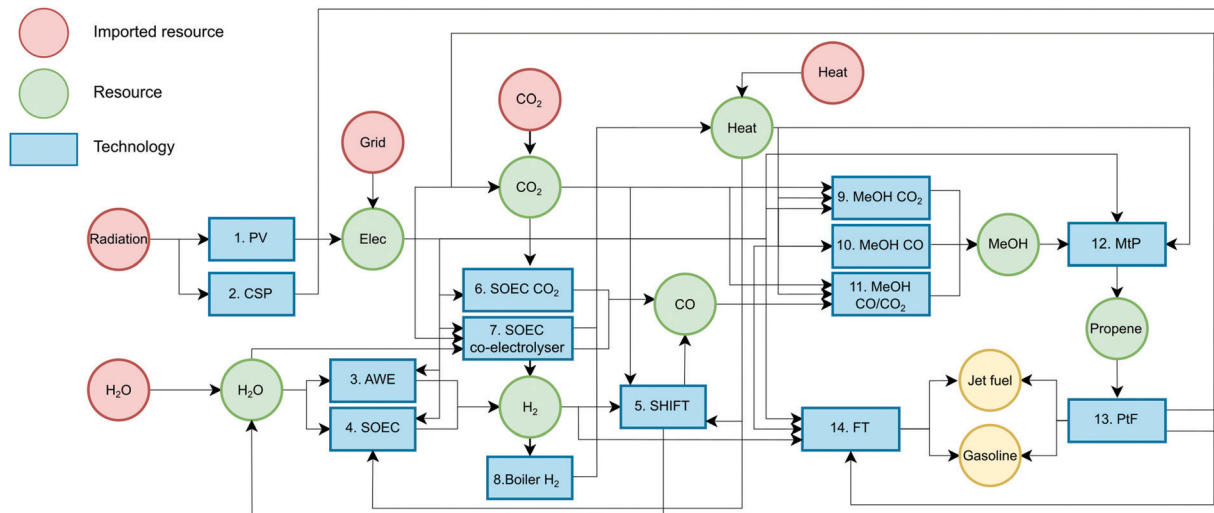 Imported resource
Resource
Technology
Heat
CO₂
Heat
Grid
CO₂
9. MeOH CO₂
Radiation
1. PV
Elec
10. MeOH CO
MeOH
12. MtP
2. CSP
6. SOEC CO₂
CO
11. MeOH
CO/CO₂
7. SOEC
co-electrolyser
Propene
H₂O
H₂O
3. AWE
Jet fuel
H₂
5. SHIFT
4. SOEC
14. FT
13. PtF
Gasoline
8.Boiler H₂